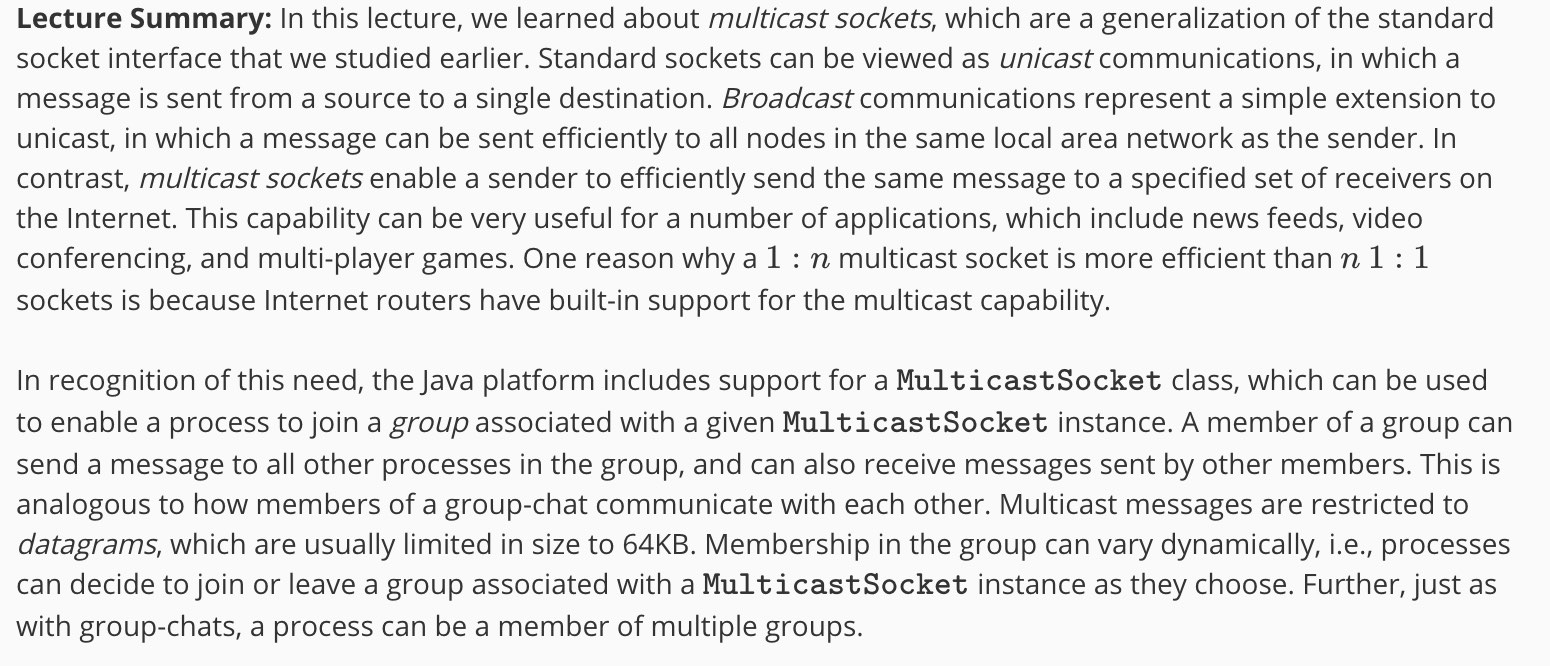 Lecture Summary: In this lecture, we learned about multicast sockets, which are a generalization of the standard
socket interface that we studied earlier. Standard sockets can be viewed as unicast communications, in which a
message is sent from a source to a single destination. Broadcast communications represent a simple extension to
unicast, in which a message can be sent efficiently to all nodes in the same local area network as the sender. In
contrast, multicast sockets enable a sender to efficiently send the same message to a specified set of receivers on
the Internet. This capability can be very useful for a number of applications, which include news feeds, video
conferencing, and multi-player games. One reason why a 1 : n multicast socket is more efficient than n 1 : 1
sockets is because Internet routers have built-in support for the multicast capability.
In recognition of this need, the Java platform includes support for a MulticastSocket class, which can be used
to enable a process to join a group associated with a given MulticastSocket instance. A member of a group can
send a message to all other processes in the group, and can also receive messages sent by other members. This is
analogous to how members of a group-chat communicate with each other. Multicast messages are restricted to
datagrams, which are usually limited in size to 64KB. Membership in the group can vary dynamically, i.e., processes
can decide to join or leave a group associated with a MulticastSocket instance as they choose. Further, just as
with group-chats, a process can be a member of multiple groups.